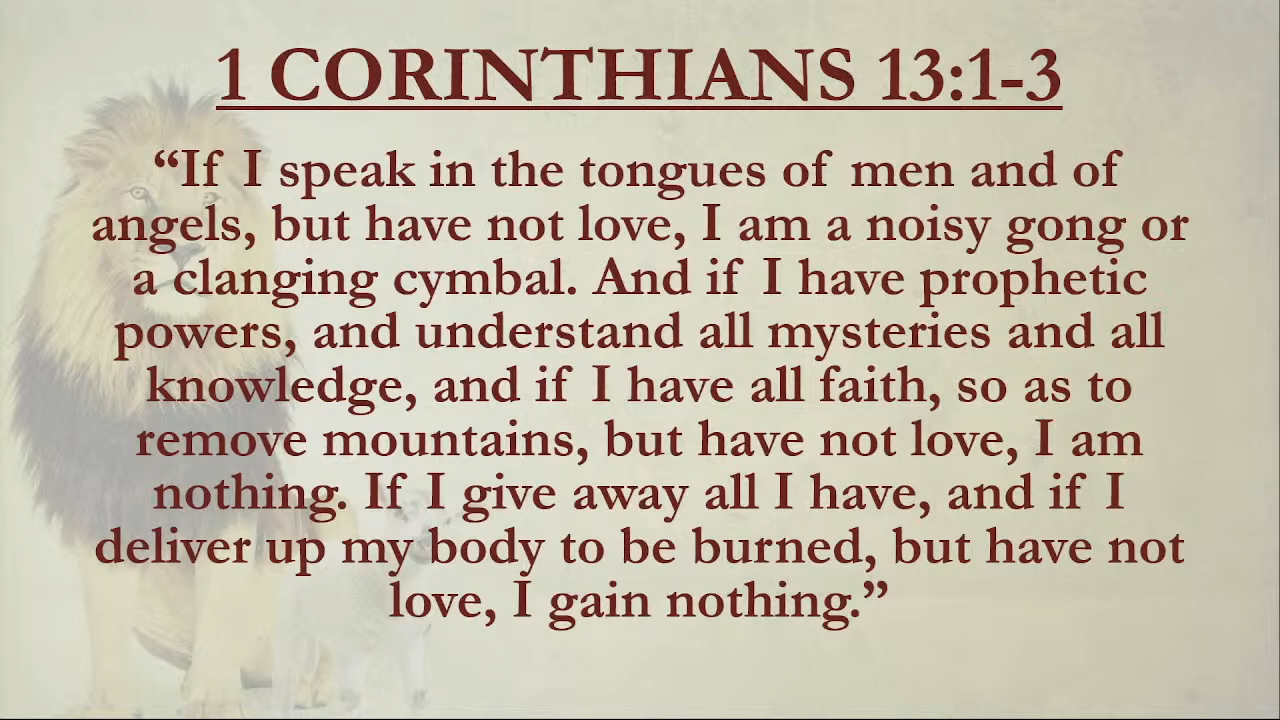 1 CORINTHIANS 13:1-3
“If I speak in the tongues of men and of
angels, but have not love, I am a noisy gong or
a clanging cymbal. And if I have prophetic
powers, and understand all mysteries and all
knowledge, and if I have all faith, so as to
remove mountains, but have not love, I am
nothing. If I give away all I have, and if I
deliver up my body to be burned, but have not
love, I gain nothing.”